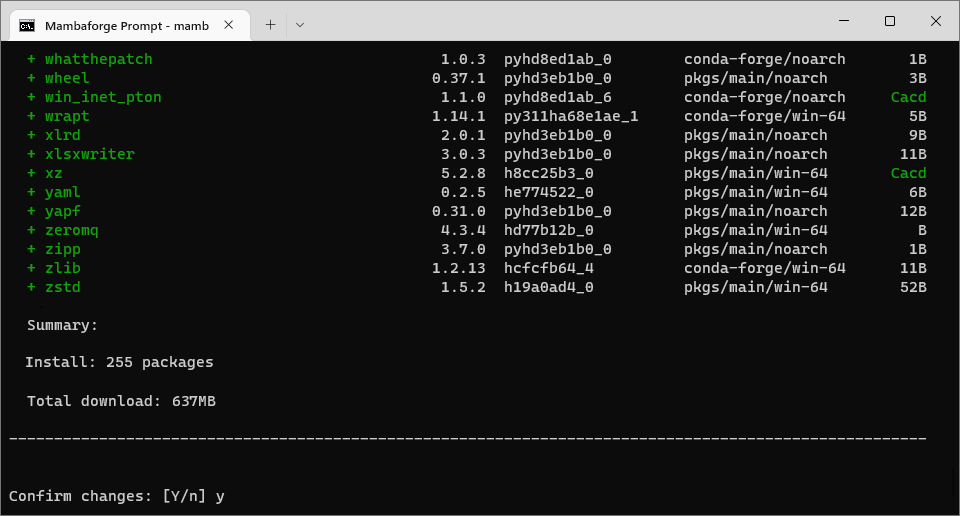 Mambaforge Prompt - mamb
+ whatthepatch 1.0.3 pyhd8ed1ab_0 conda-forge/noarch 1B
+ wheel 0.37.1 pyhd3eb1b0_0 pkgs/main/noarch 3B
+ win_inet_pton 1.1.0 pyhd8ed1ab_6 conda-forge/noarch Cacd
+ wrapt 1.14.1 py311ha68e1ae_1 conda-forge/win-64 5B
+ xlrd 2.0.1 pyhd3eb1b0_0 pkgs/main/noarch 9B
+ xlsxwriter 3.0.3 pyhd3eb1b0_0 pkgs/main/noarch 11B
+ xz 5.2.8 h8cc25b3_0 pkgs/main/win-64 Cacd
+ yaml 0.2.5 he774522_0 pkgs/main/win-64 6B
+ yapf 0.31.0 pyhd3eb1b0_0 pkgs/main/noarch 12B
+ zeromq 4.3.4 hd77b12b_0 pkgs/main/win-64 B
+ zipp 3.7.0 pyhd3eb1b0_0 pkgs/main/noarch 1B
+ zlib 1.2.13 hcfcfb64_4 conda-forge/win-64 11B
+ zstd 1.5.2 h19a0ad4_0 pkgs/main/win-64 52B
Summary:
Install: 255 packages
Total download: 637MB
──────────────────────────────────────────────────────────────────────────────────────────────────────
Confirm changes: [Y/n] y